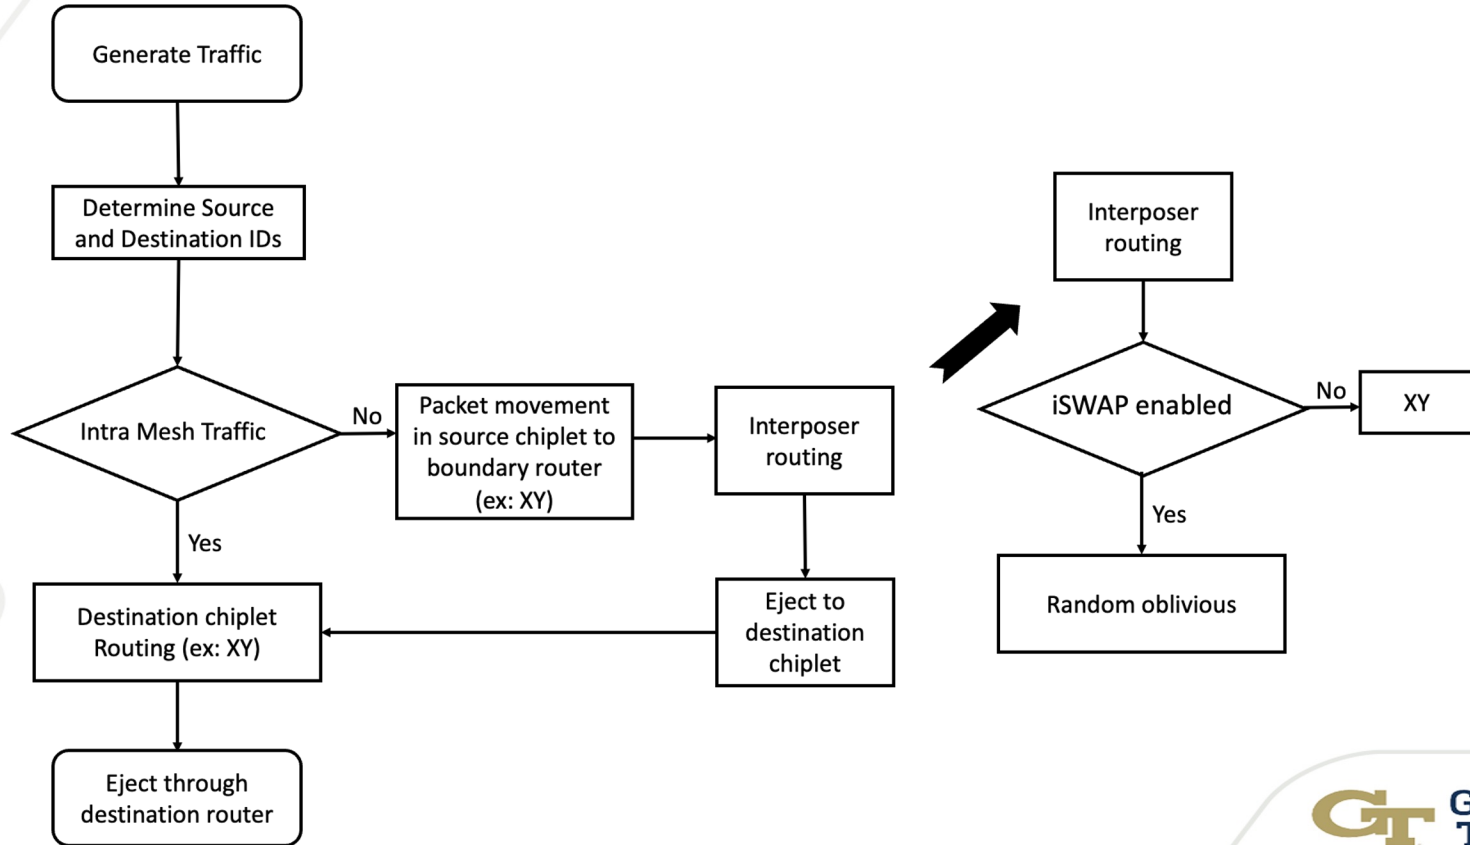 Generate Traffic
Determine Source
and Destination IDs
Intra Mesh Traffic
No
Yes
Packet movement
in source chiplet to
boundary router
(ex: XY)
Interposer
routing
Eject to
destination
chiplet
Destination chiplet
Routing (ex: XY)
Eject through
destination router
Interposer
routing
iSWAP enabled
No
XY
Yes
Random oblivious
GT